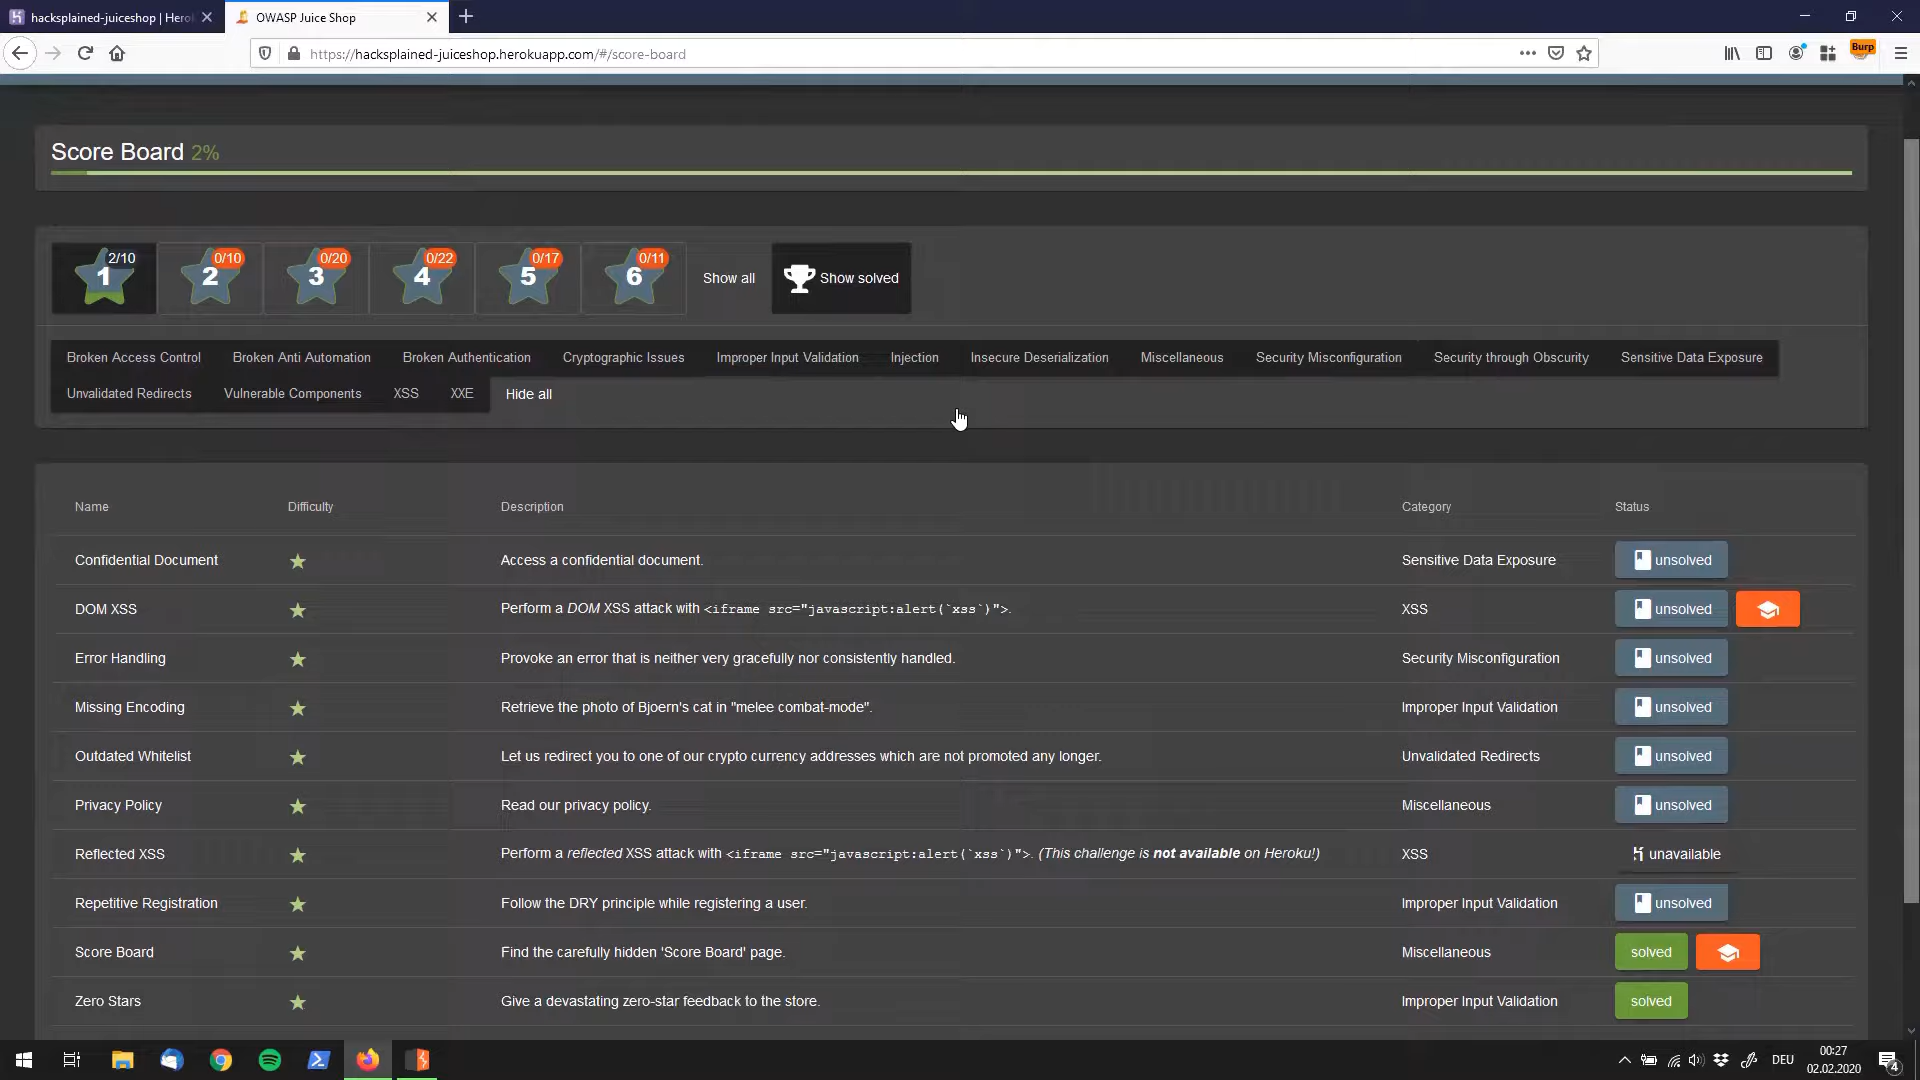 hacksplained-juiceshop | Hero
OWASP Juice Shop
https://hacksplained-juiceshop.herokuapp.com/#/score-board
Burp
Score Board 2%
1 2/10
2 0/10
3 0/20
4 0/22
5 0/17
6 0/11
Show all
Show solved
Broken Access Control Broken Anti Automation Broken Authentication Cryptographic Issues Improper Input Validation Injection Insecure Deserialization Miscellaneous Security Misconfiguration Security through Obscurity Sensitive Data Exposure
Unvalidated Redirects Vulnerable Components XSS XXE Hide all
Name Difficulty Description Category Status
Confidential Document Access a confidential document. Sensitive Data Exposure unsolved
DOM XSS Perform a DOM XSS attack with <iframe src="javascript:alert(`xss`)">. XSS unsolved
Error Handling Provoke an error that is neither very gracefully nor consistently handled. Security Misconfiguration unsolved
Missing Encoding Retrieve the photo of Bjoern's cat in "melee combat-mode". Improper Input Validation unsolved
Outdated Whitelist Let us redirect you to one of our crypto currency addresses which are not promoted any longer. Unvalidated Redirects unsolved
Privacy Policy Read our privacy policy. Miscellaneous unsolved
Reflected XSS Perform a reflected XSS attack with <iframe src="javascript:alert(`xss`)">. (This challenge is not available on Heroku!) XSS unavailable
Repetitive Registration Follow the DRY principle while registering a user. Improper Input Validation unsolved
Score Board Find the carefully hidden 'Score Board' page. Miscellaneous solved
Zero Stars Give a devastating zero-star feedback to the store. Improper Input Validation solved
DEU
00:27
02.02.2020
4